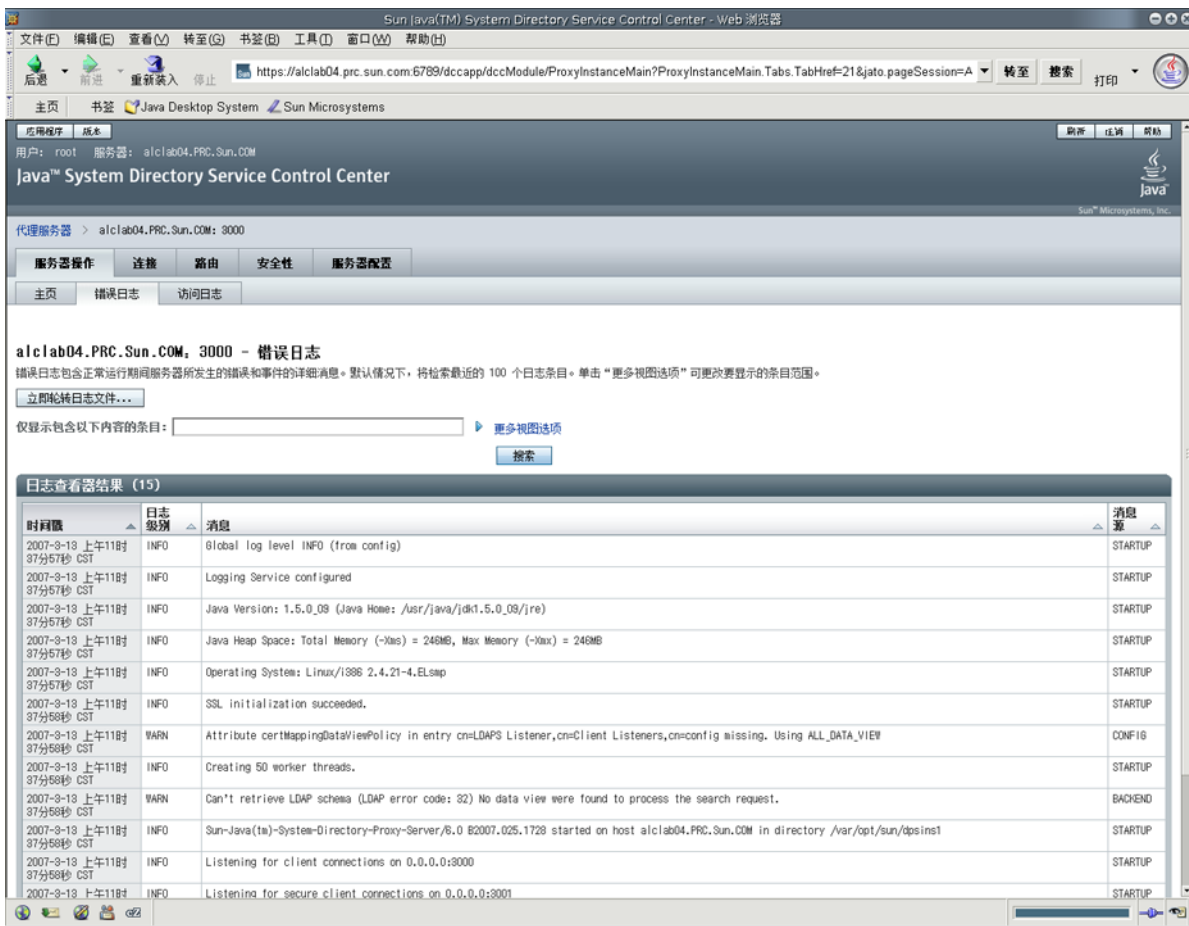 Sun Java(TM) System Directory Service Control Center - Web 浏览器
文件(F) 编辑(E) 查看(V) 转至(G) 书签(B) 工具(T) 窗口(W) 帮助(H)
后退 前进 重新装入 停止 https://alclab04.prc.sun.com:6789/dccapp/dccModule/ProxyInstanceMain?ProxyInstanceMain.Tabs.TabHref=21&jato.pageSession=A 转至 搜索 打印
主页 书签 Java Desktop System Sun Microsystems
应用程序 版本 刷新 注销 帮助
用户: root 服务器: alclab04.PRC.Sun.COM
Java™ System Directory Service Control Center
Java
Sun™ Microsystems, Inc.
代理服务器 > alclab04.PRC.Sun.COM: 3000
服务器操作 连接 路由 安全性 服务器配置
主页 错误日志 访问日志
alclab04.PRC.Sun.COM: 3000 - 错误日志
错误日志包含正常运行期间服务器所发生的错误和事件的详细消息。默认情况下，将检索最近的 100 个日志条目。单击“更多视图选项”可更改要显示的条目范围。
立即轮转日志文件...
仅显示包含以下内容的条目: 更多视图选项
搜索
日志查看器结果 (15)
时间戳 日志级别 消息 消息源
2007-3-13 上午11时37分57秒 CST INFO Global log level INFO (from config) STARTUP
2007-3-13 上午11时37分57秒 CST INFO Logging Service configured STARTUP
2007-3-13 上午11时37分57秒 CST INFO Java Version: 1.5.0_09 (Java Home: /usr/java/jdk1.5.0_09/jre) STARTUP
2007-3-13 上午11时37分57秒 CST INFO Java Heap Space: Total Memory (-Xms) = 246MB, Max Memory (-Xmx) = 246MB STARTUP
2007-3-13 上午11时37分57秒 CST INFO Operating System: Linux/i386 2.4.21-4.ELsmp STARTUP
2007-3-13 上午11时37分58秒 CST INFO SSL initialization succeeded. STARTUP
2007-3-13 上午11时37分58秒 CST WARN Attribute certMappingDataViewPolicy in entry cn=LDAPS Listener,cn=Client Listeners,cn=config missing. Using ALL_DATA_VIEW CONFIG
2007-3-13 上午11时37分58秒 CST INFO Creating 50 worker threads. STARTUP
2007-3-13 上午11时37分58秒 CST WARN Can't retrieve LDAP schema (LDAP error code: 32) No data view were found to process the search request. BACKEND
2007-3-13 上午11时37分58秒 CST INFO Sun-Java(tm)-System-Directory-Proxy-Server/6.0 B2007.025.1728 started on host alclab04.PRC.Sun.COM in directory /var/opt/sun/dpsins1 STARTUP
2007-3-13 上午11时37分58秒 CST INFO Listening for client connections on 0.0.0.0:3000 STARTUP
2007-3-13 上午11时 INFO Listening for secure client connections on 0.0.0.0:3001 STARTUP